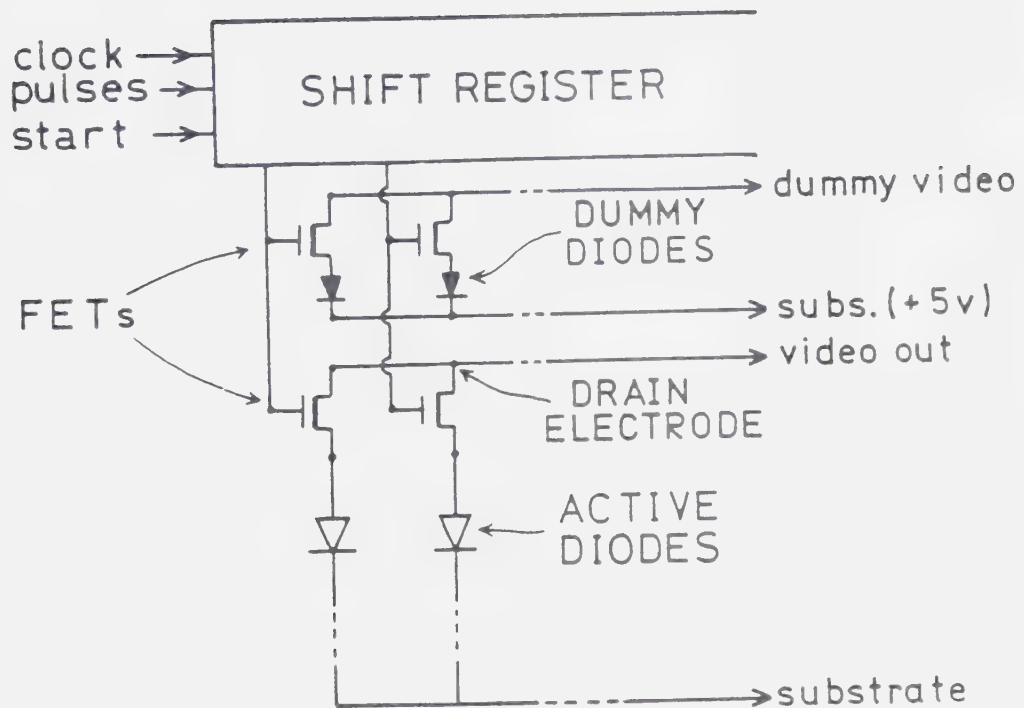 clock
pulses
start
SHIFT REGISTER
dummy video
DUMMY
DIODES
FETs
subs.(+5v)
video out
DRAIN
ELECTRODE
ACTIVE
DIODES
substrate